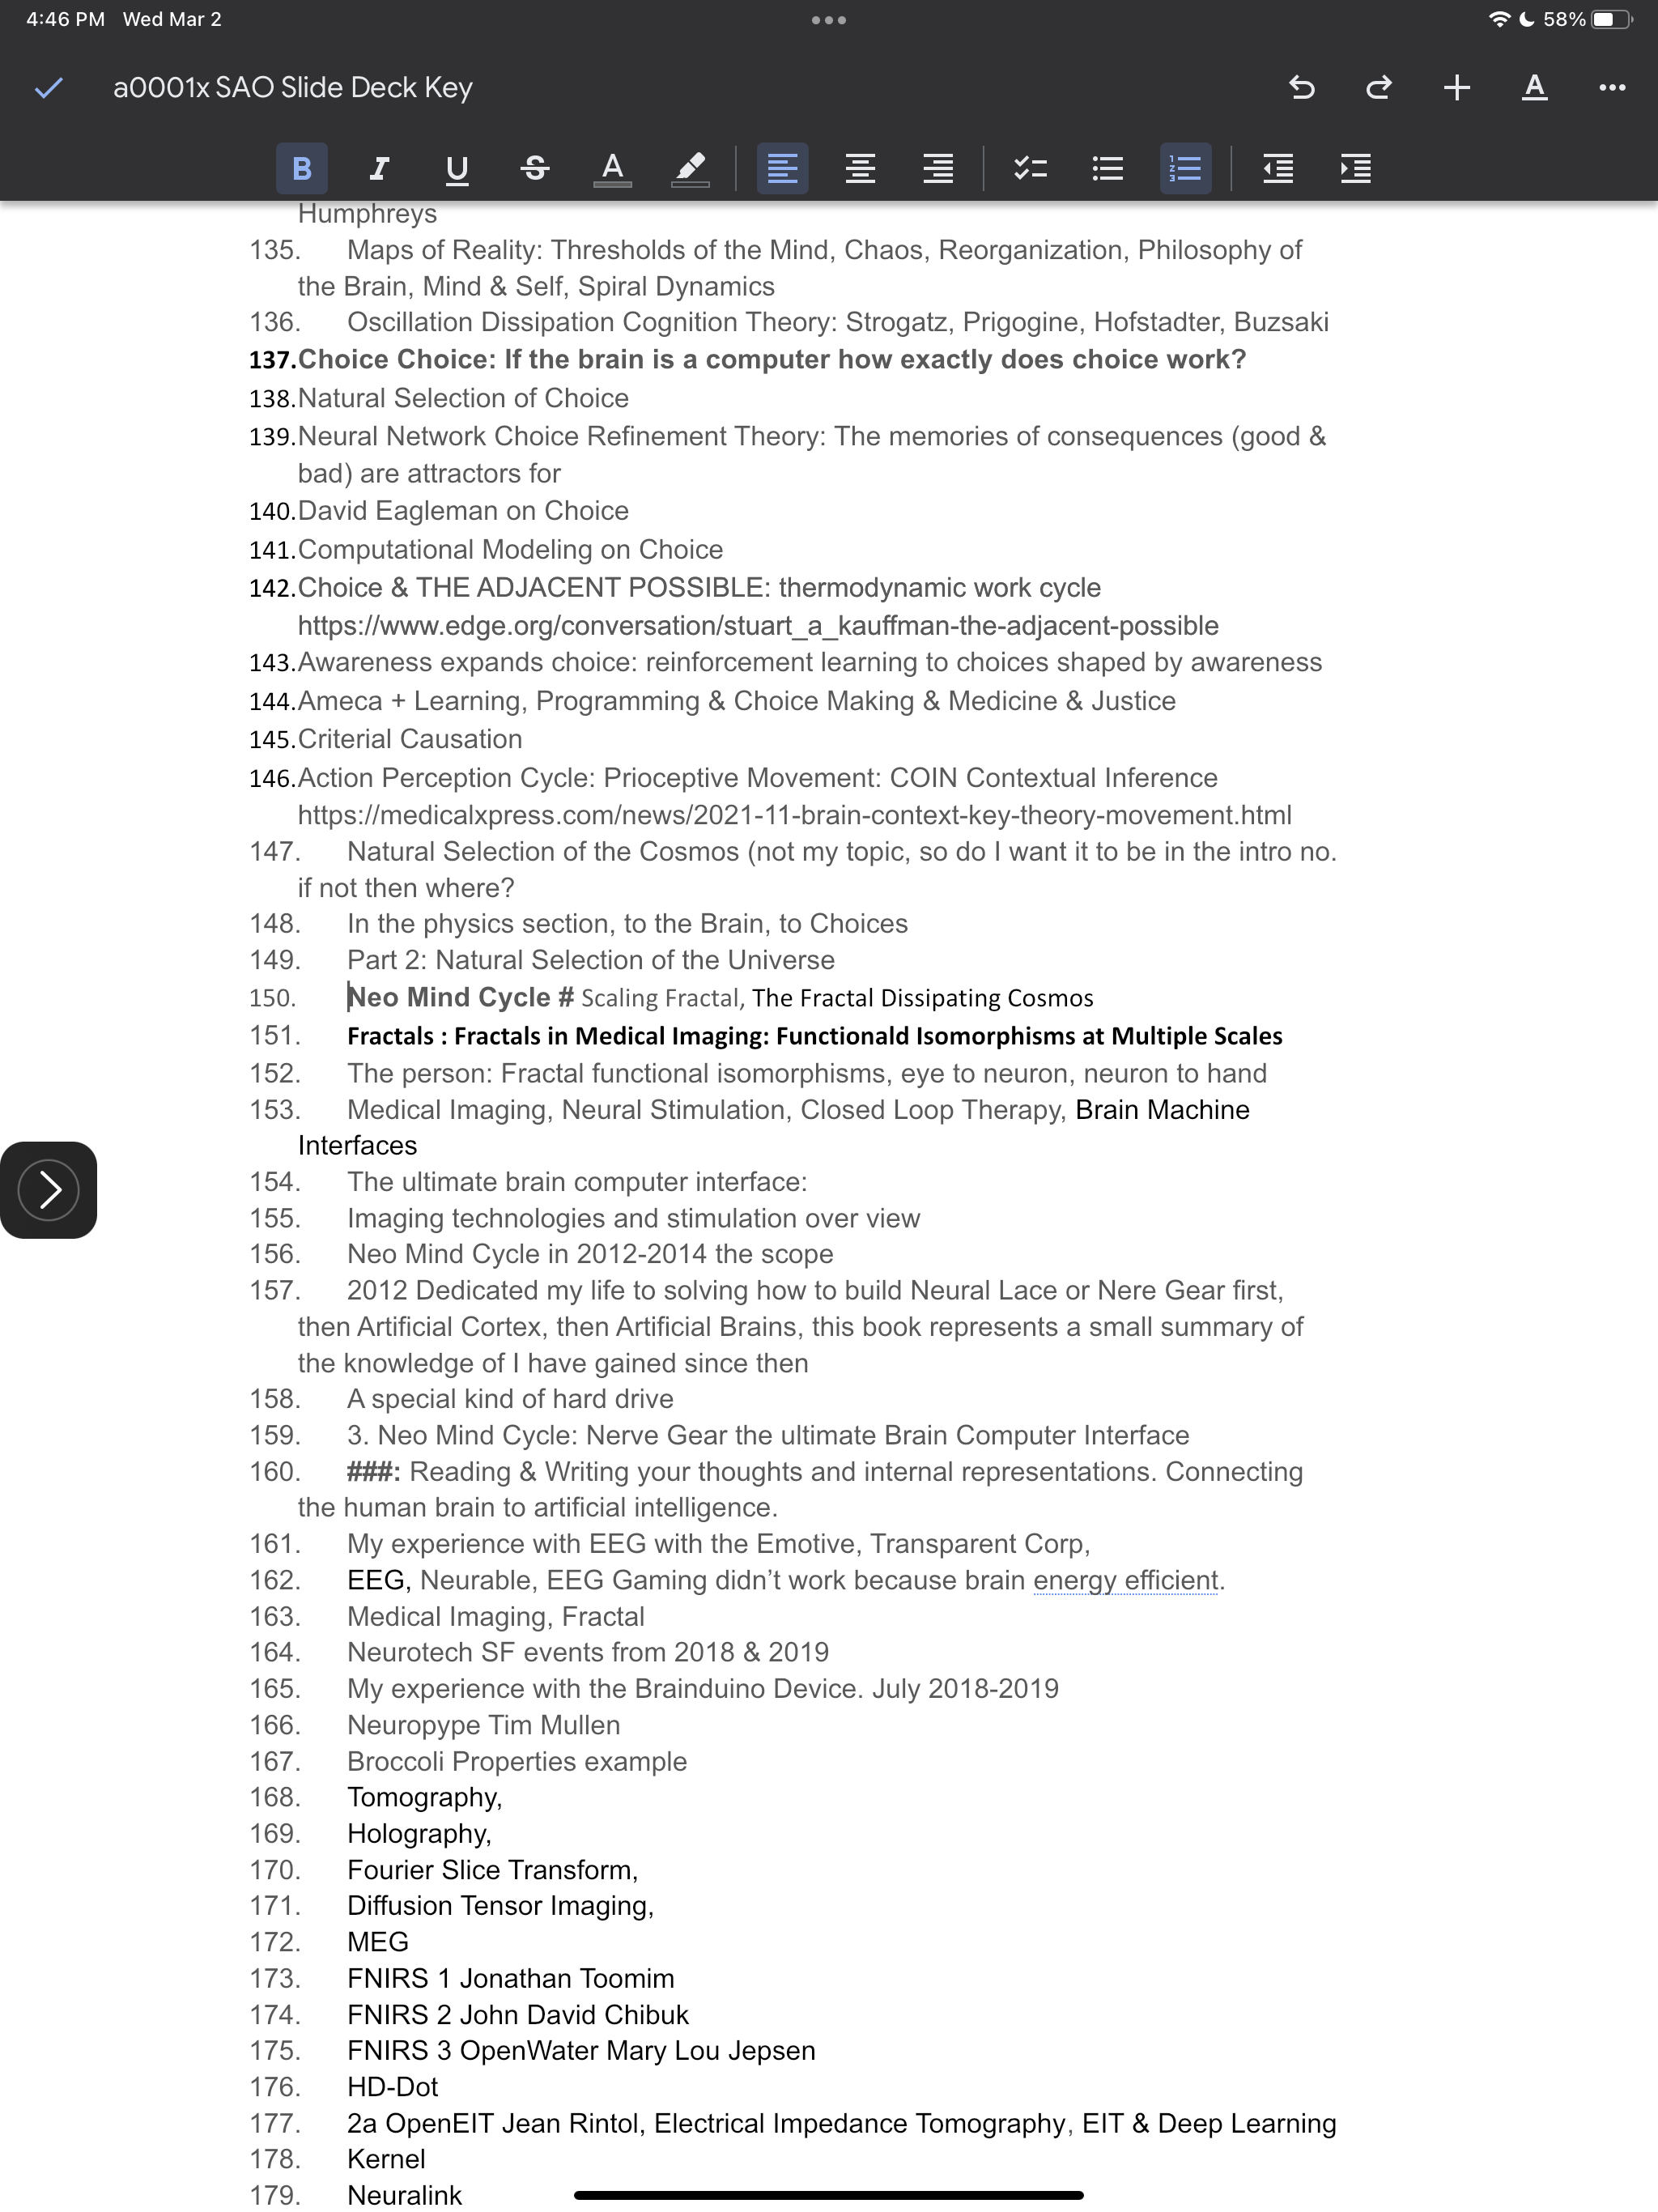 4:46 PM Wed Mar 2
58%
a0001x SAO Slide Deck Key
Humphreys
135. Maps of Reality: Thresholds of the Mind, Chaos, Reorganization, Philosophy of
the Brain, Mind & Self, Spiral Dynamics
136. Oscillation Dissipation Cognition Theory: Strogatz, Prigogine, Hofstadter, Buzsaki
137. Choice Choice: If the brain is a computer how exactly does choice work?
138. Natural Selection of Choice
139. Neural Network Choice Refinement Theory: The memories of consequences (good &
bad) are attractors for
140. David Eagleman on Choice
141. Computational Modeling on Choice
142. Choice & THE ADJACENT POSSIBLE: thermodynamic work cycle
https://www.edge.org/conversation/stuart_a_kauffman-the-adjacent-possible
143. Awareness expands choice: reinforcement learning to choices shaped by awareness
144. Ameca + Learning, Programming & Choice Making & Medicine & Justice
145. Criterial Causation
146. Action Perception Cycle: Prioceptive Movement: COIN Contextual Inference
https://medicalxpress.com/news/2021-11-brain-context-key-theory-movement.html
147. Natural Selection of the Cosmos (not my topic, so do I want it to be in the intro no.
if not then where?
148. In the physics section, to the Brain, to Choices
149. Part 2: Natural Selection of the Universe
150. Neo Mind Cycle # Scaling Fractal, The Fractal Dissipating Cosmos
151. Fractals : Fractals in Medical Imaging: Functionald Isomorphisms at Multiple Scales
152. The person: Fractal functional isomorphisms, eye to neuron, neuron to hand
153. Medical Imaging, Neural Stimulation, Closed Loop Therapy, Brain Machine
Interfaces
154. The ultimate brain computer interface:
155. Imaging technologies and stimulation over view
156. Neo Mind Cycle in 2012-2014 the scope
157. 2012 Dedicated my life to solving how to build Neural Lace or Nere Gear first,
then Artificial Cortex, then Artificial Brains, this book represents a small summary of
the knowledge of I have gained since then
158. A special kind of hard drive
159. 3. Neo Mind Cycle: Nerve Gear the ultimate Brain Computer Interface
160. ###: Reading & Writing your thoughts and internal representations. Connecting
the human brain to artificial intelligence.
161. My experience with EEG with the Emotive, Transparent Corp,
162. EEG, Neurable, EEG Gaming didn’t work because brain energy efficient.
163. Medical Imaging, Fractal
164. Neurotech SF events from 2018 & 2019
165. My experience with the Brainduino Device. July 2018-2019
166. Neuropype Tim Mullen
167. Broccoli Properties example
168. Tomography,
169. Holography,
170. Fourier Slice Transform,
171. Diffusion Tensor Imaging,
172. MEG
173. FNIRS 1 Jonathan Toomim
174. FNIRS 2 John David Chibuk
175. FNIRS 3 OpenWater Mary Lou Jepsen
176. HD-Dot
177. 2a OpenEIT Jean Rintol, Electrical Impedance Tomography, EIT & Deep Learning
178. Kernel
179. Neuralink